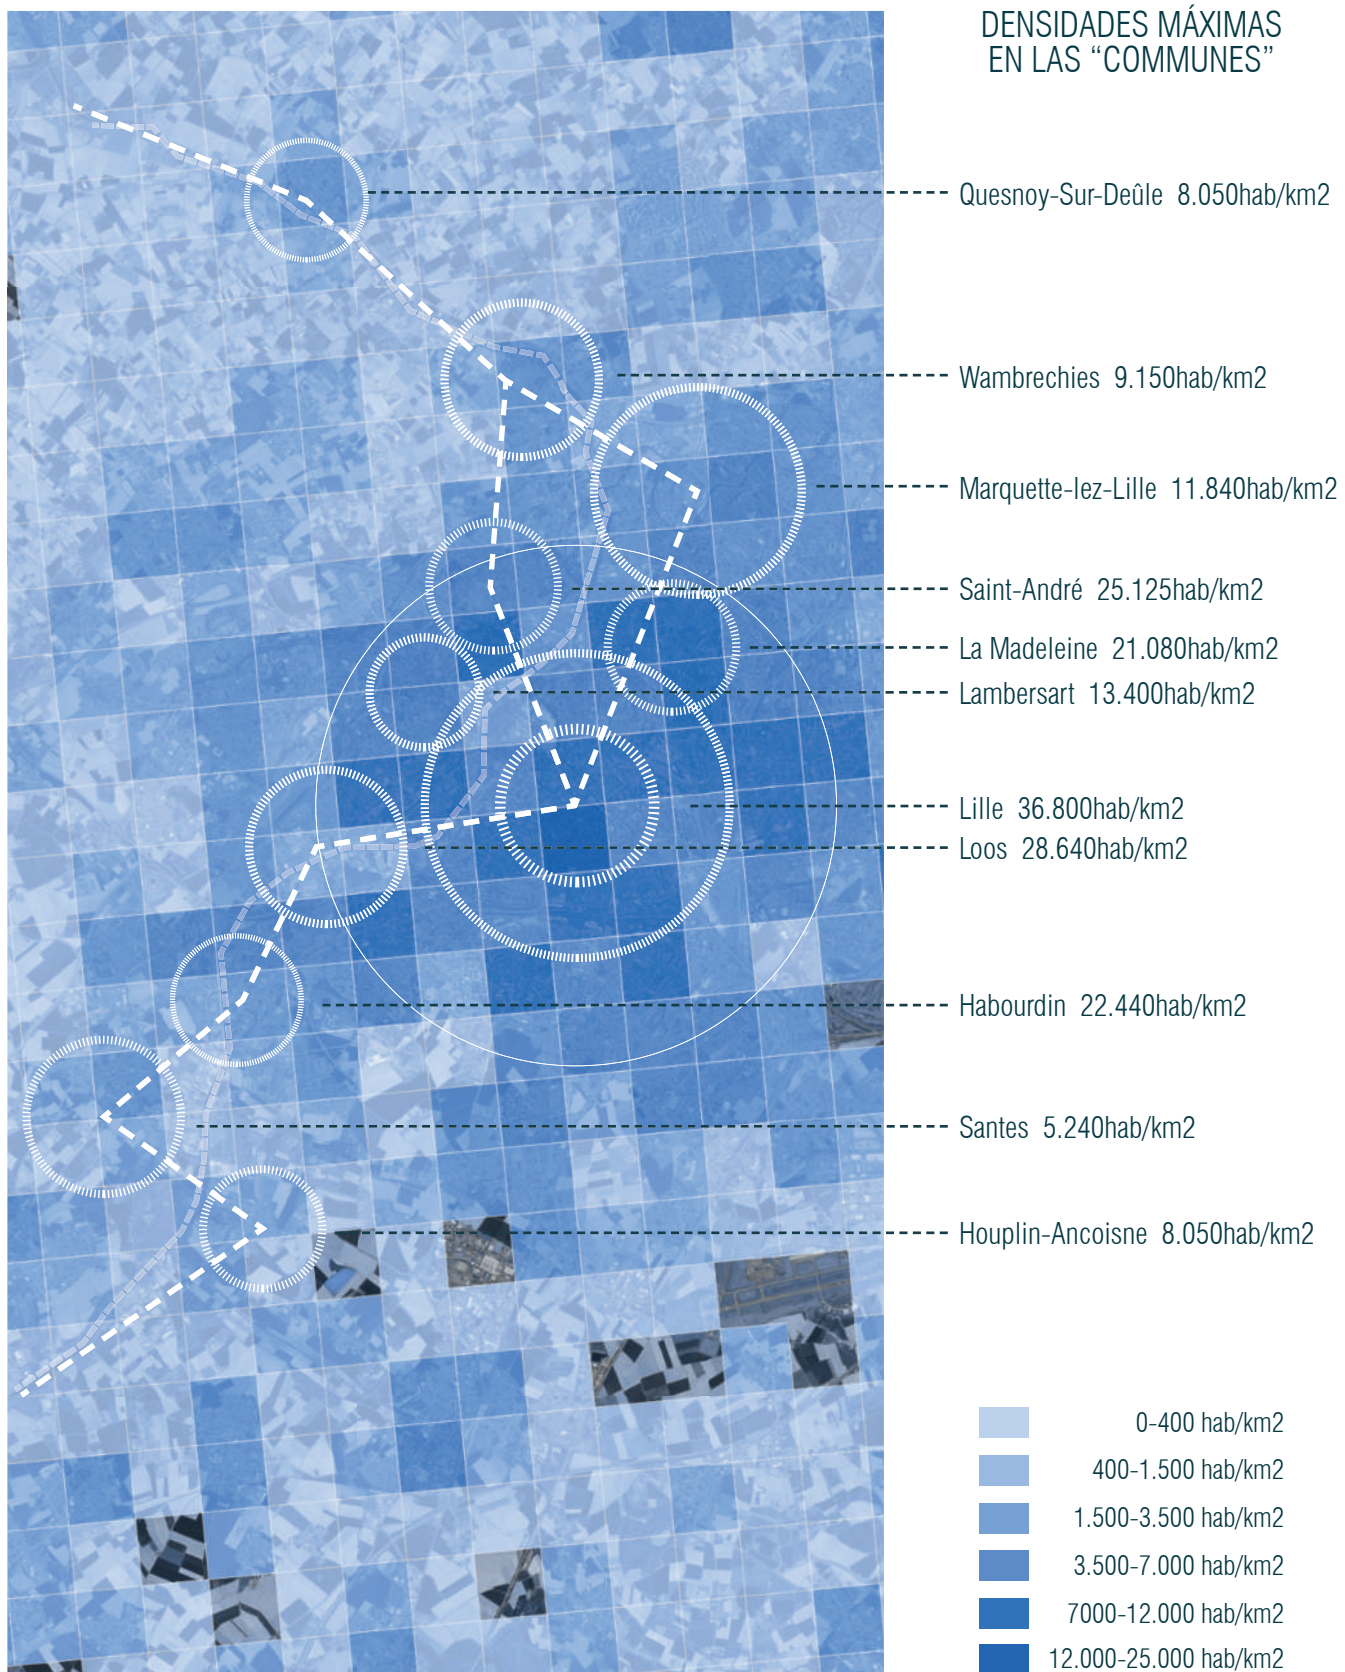 DENSIDADES MÁXIMAS
EN LAS “COMMUNES”
Quesnoy-Sur-Deûle 8.050hab/km2
Wambrechies 9.150hab/km2
Marquette-lez-Lille 11.840hab/km2
Saint-André 25.125hab/km2
La Madeleine 21.080hab/km2
Lambersart 13.400hab/km2
Lille 36.800hab/km2
Loos 28.640hab/km2
Habourdin 22.440hab/km2
Santes 5.240hab/km2
Houplin-Ancoisne 8.050hab/km2
0-400 hab/km2
400-1.500 hab/km2
1.500-3.500 hab/km2
3.500-7.000 hab/km2
7000-12.000 hab/km2
12.000-25.000 hab/km2